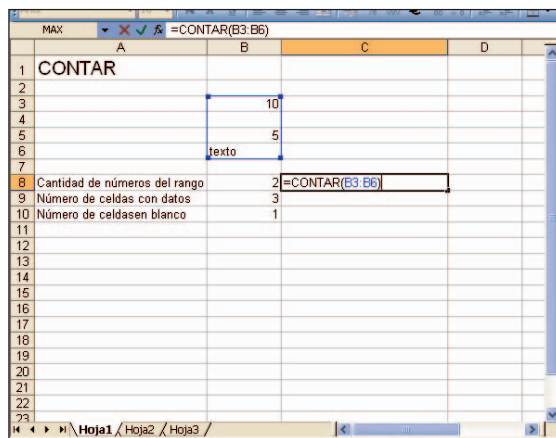 MAX =CONTAR(B3:B6)
A B C D
1 CONTAR
2
3 10
4
5 5
6 texto
7
8 Cantidad de números del rango 2 =CONTAR(B3:B6)
9 Número de celdas con datos 3
10 Número de celdasen blanco 1
11
12
13
14
15
16
17
18
19
20
21
22
23
Hoja1 / Hoja2 / Hoja3 /